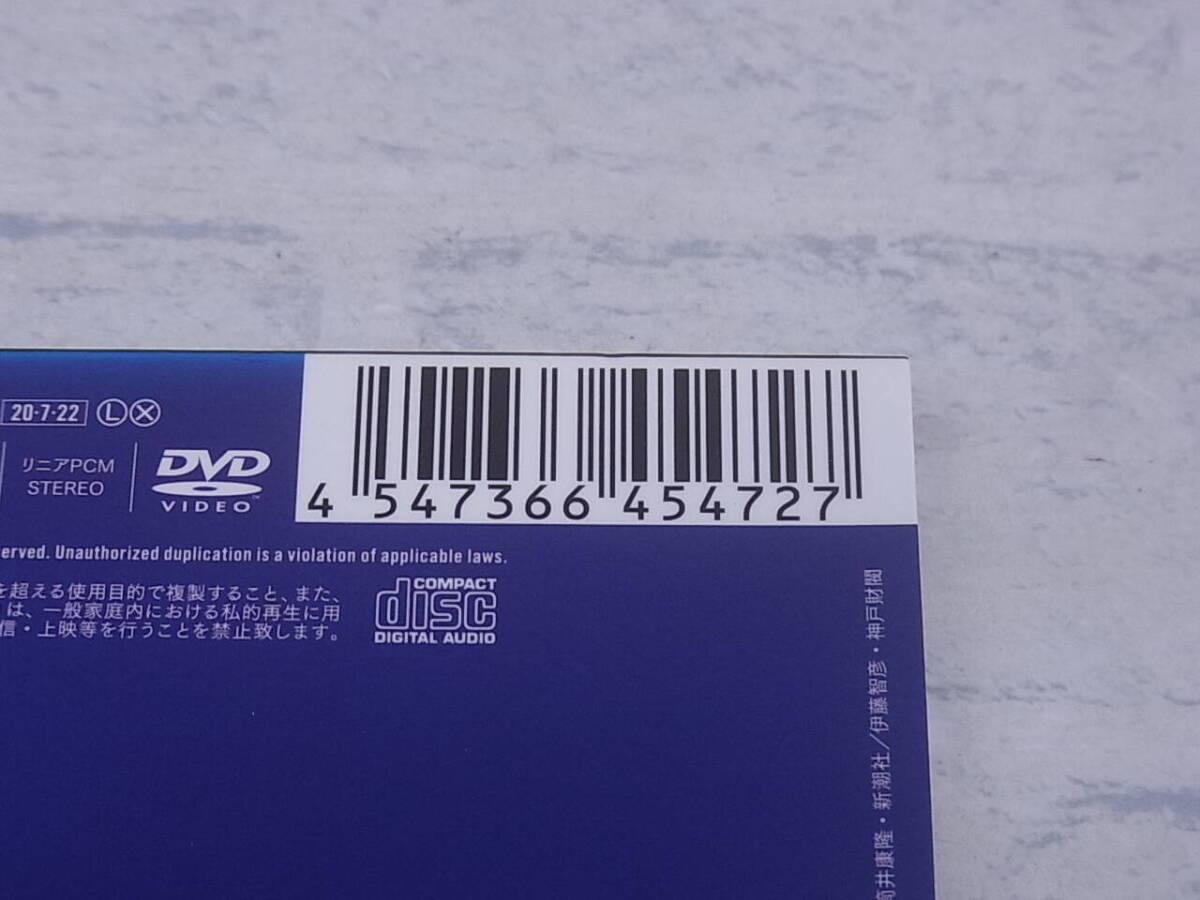 20・7・22 Ⓛ Ⓧ
リニアPCM
STEREO
DVD
VIDEO™
4 547366 454727
erved. Unauthorized duplication is a violation of applicable laws.
を超える使用目的で複製すること、また、
は、一般家庭内における私的再生に用
信・上映等を行うことを禁止致します。
COMPACT
disc
DIGITAL AUDIO
筒井康隆・新潮社／伊藤智彦・神戸財閥